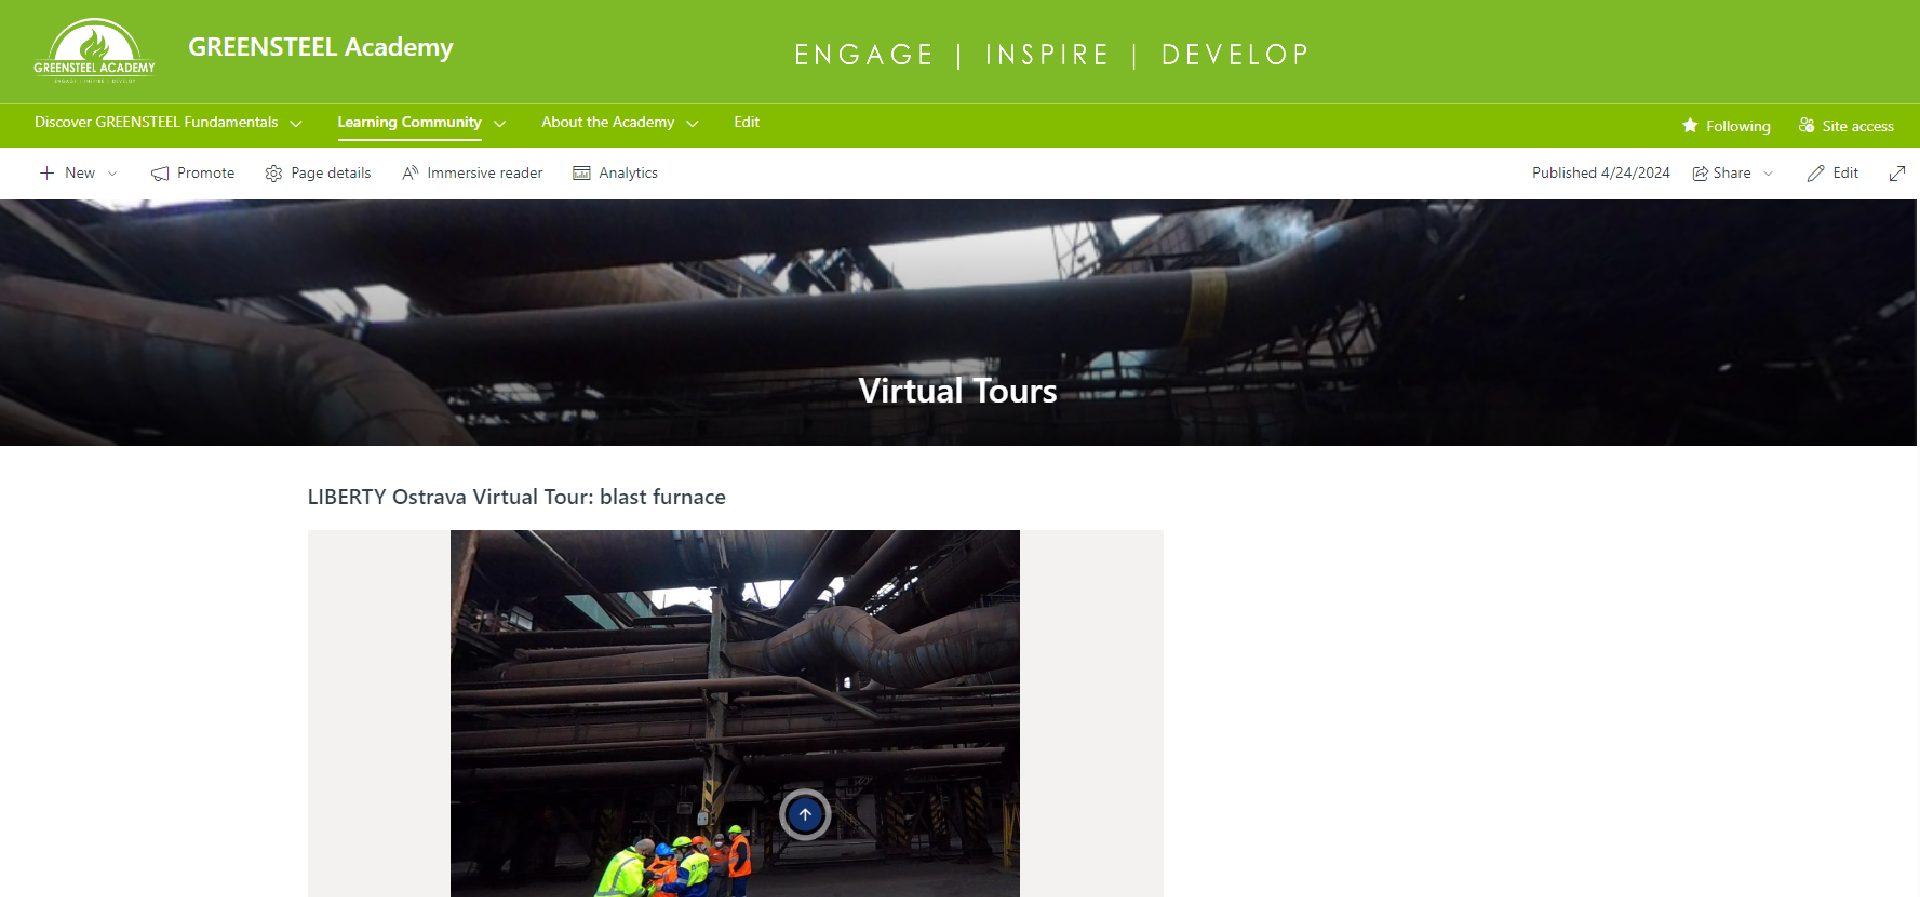 GREENSTEEL ACADEMY
ENGAGE | INSPIRE | DEVELOP
GREENSTEEL Academy
ENGAGE | INSPIRE | DEVELOP
Discover GREENSTEEL Fundamentals
Learning Community
About the Academy
Edit
Following
Site access
New
Promote
Page details
Immersive reader
Analytics
Published 4/24/2024
Share
Edit
Virtual Tours
LIBERTY Ostrava Virtual Tour: blast furnace